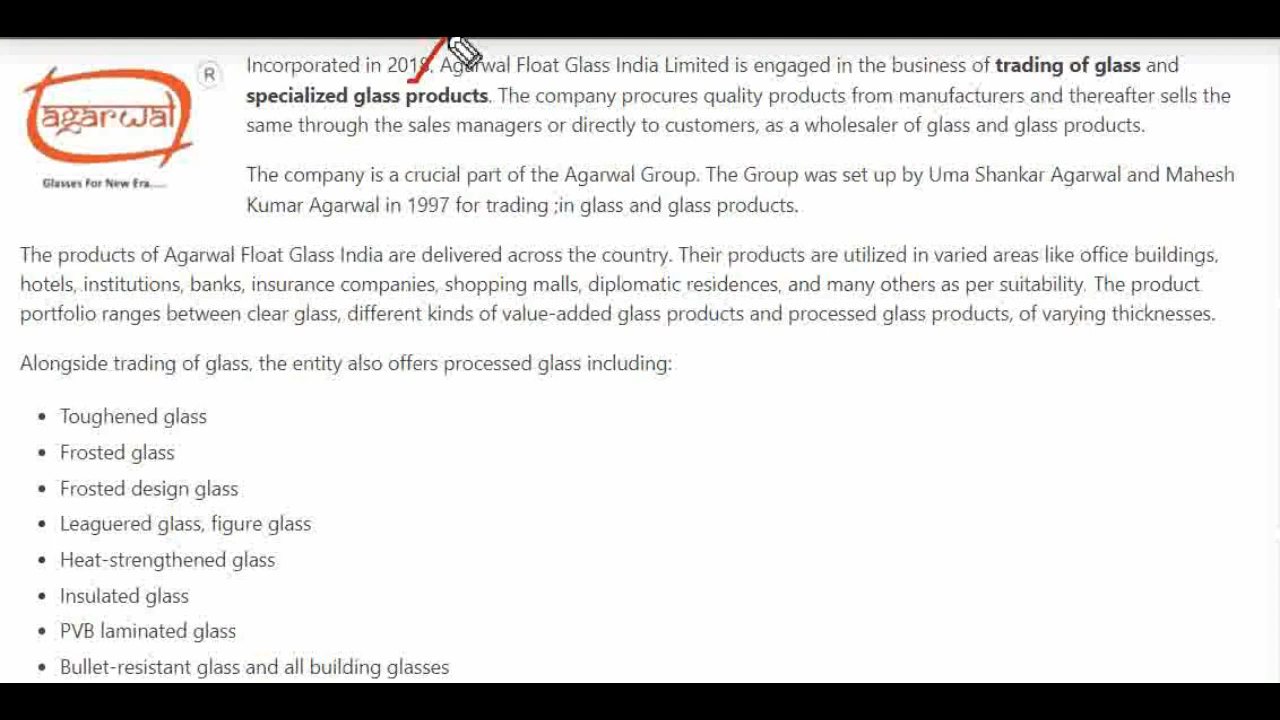 R
agarwal
Glasses For New Era.....
Incorporated in 2018, Agarwal Float Glass India Limited is engaged in the business of trading of glass and
specialized glass products. The company procures quality products from manufacturers and thereafter sells the
same through the sales managers or directly to customers, as a wholesaler of glass and glass products.
The company is a crucial part of the Agarwal Group. The Group was set up by Uma Shankar Agarwal and Mahesh
Kumar Agarwal in 1997 for trading ;in glass and glass products.
The products of Agarwal Float Glass India are delivered across the country. Their products are utilized in varied areas like office buildings,
hotels, institutions, banks, insurance companies, shopping malls, diplomatic residences, and many others as per suitability. The product
portfolio ranges between clear glass, different kinds of value-added glass products and processed glass products, of varying thicknesses.
Alongside trading of glass, the entity also offers processed glass including:
• Toughened glass
• Frosted glass
• Frosted design glass
• Leaguered glass, figure glass
• Heat-strengthened glass
• Insulated glass
• PVB laminated glass
• Bullet-resistant glass and all building glasses